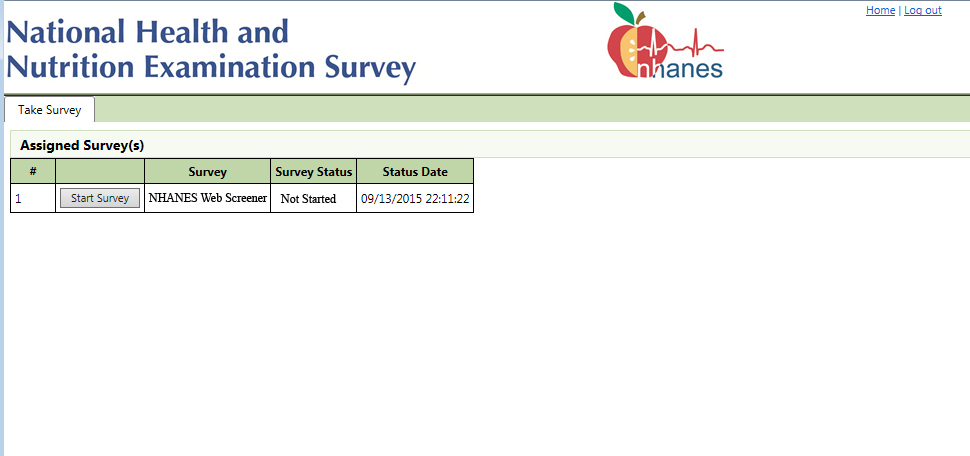 Home | Log out
National Health and
Nutrition Examination Survey
nhanes
Take Survey
Assigned Survey(s)
# Survey Survey Status Status Date
1 Start Survey NHANES Web Screener Not Started 09/13/2015 22:11:22